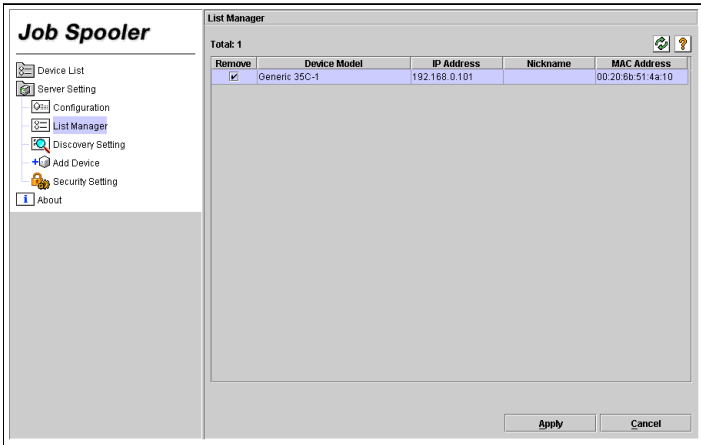 Job Spooler
Device List
Server Setting
Configuration
List Manager
Discovery Setting
Add Device
Security Setting
i About
List Manager
Total: 1
?
Remove Device Model IP Address Nickname MAC Address
Generic 35C-1 192.168.0.101 00:20:6b:51:4a:10
Apply Cancel